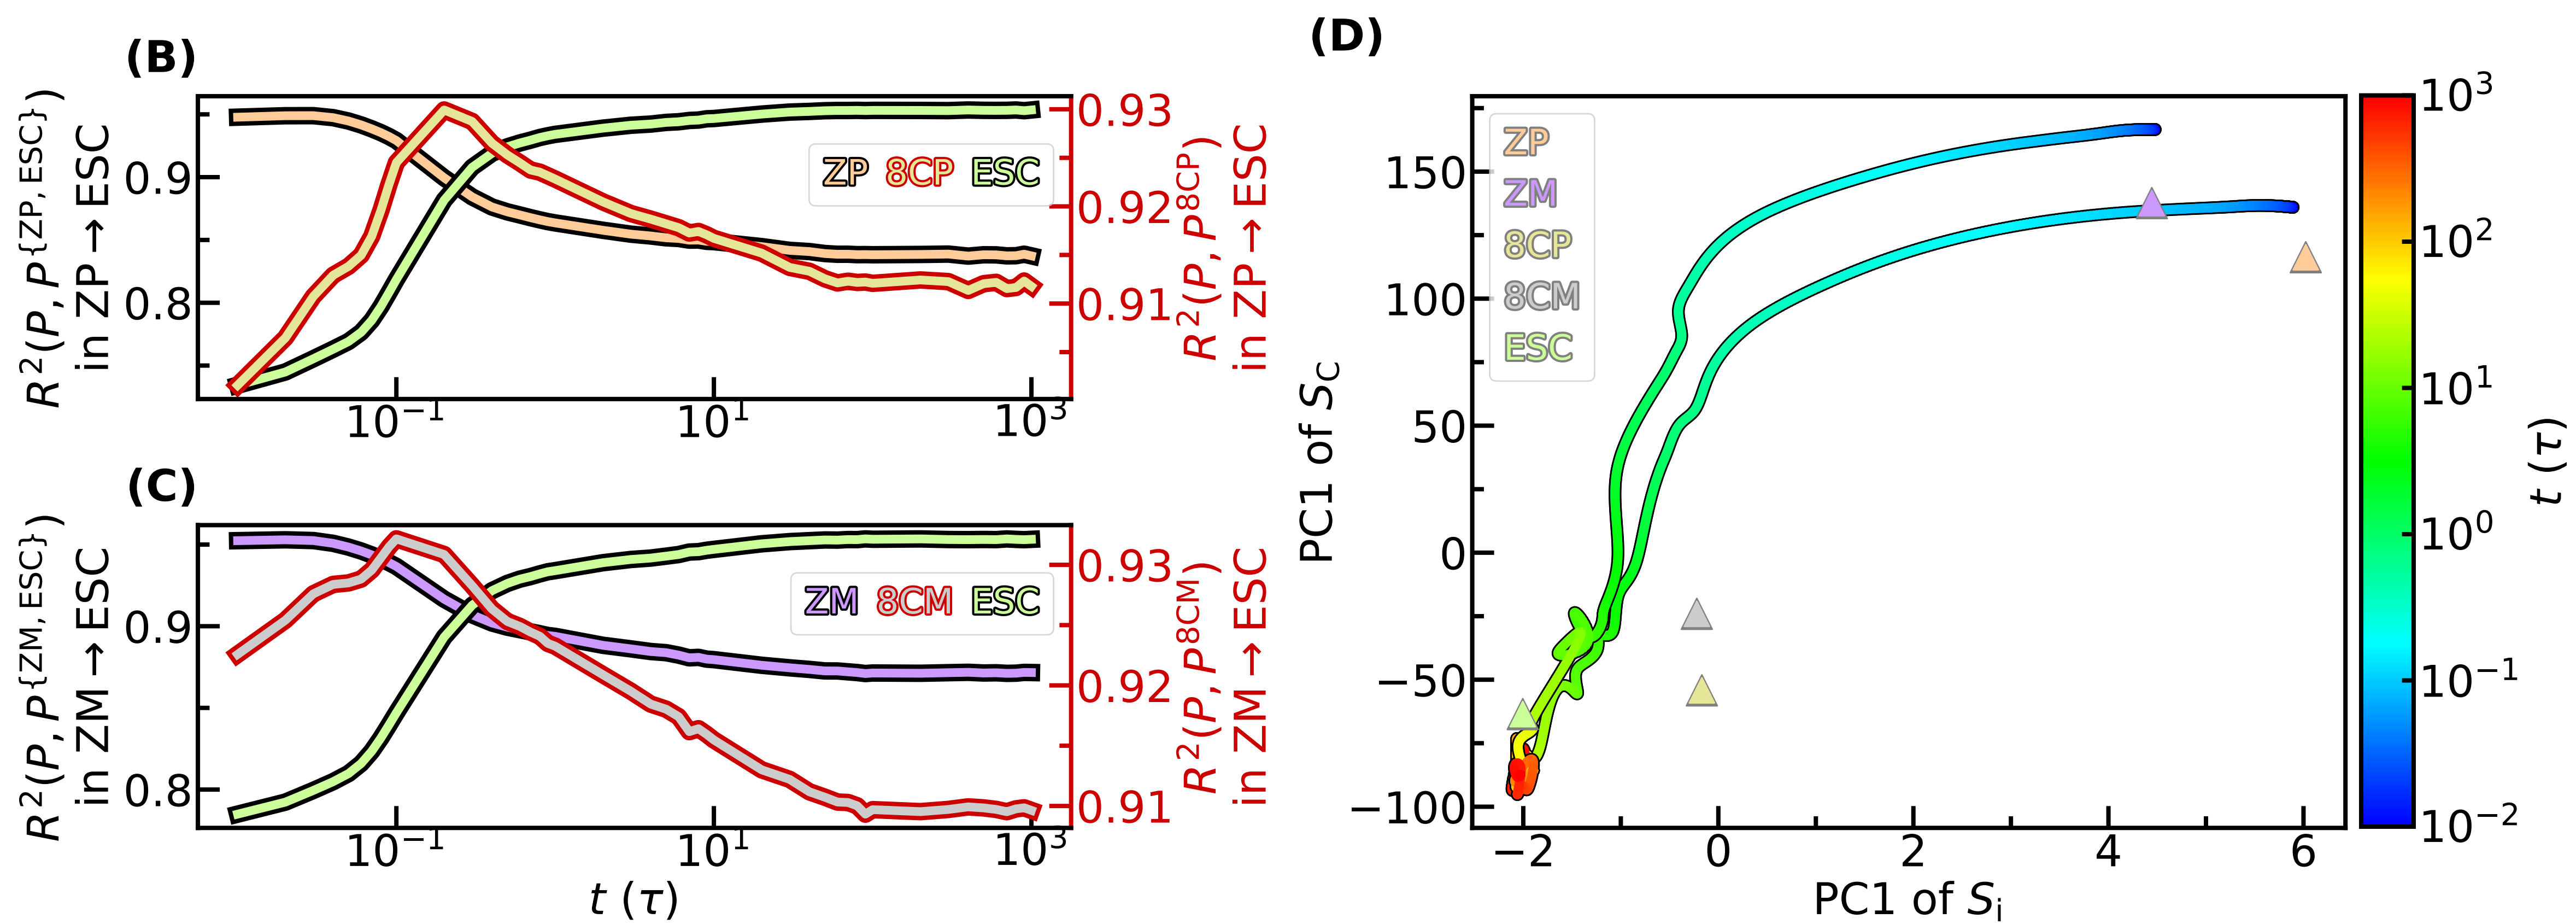 (B)
R²(P, P{ZP, ESC})
in ZP→ESC
0.9
0.8
10⁻¹
10¹
10³
ZP 8CP ESC
0.93
0.92
0.91
R²(P, P⁸ᶜᴾ)
in ZP→ESC
(C)
R²(P, P{ZM, ESC})
in ZM→ESC
0.9
0.8
10⁻¹
10¹
10³
t (τ)
ZM 8CM ESC
0.93
0.92
0.91
R²(P, P⁸ᶜᴹ)
in ZM→ESC
(D)
PC1 of S_C
150
100
50
0
−50
−100
ZP
ZM
8CP
8CM
ESC
−2
0
2
4
6
PC1 of S_i
10³
10²
10¹
10⁰
10⁻¹
10⁻²
t (τ)